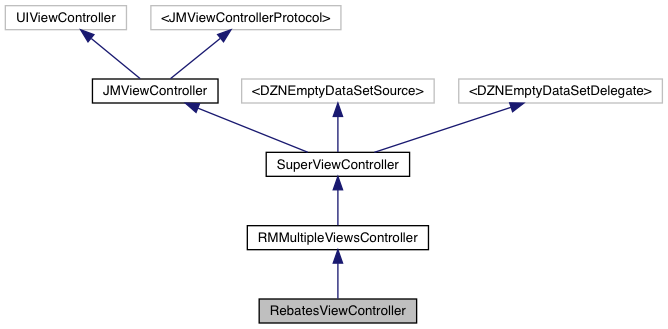 UIViewController
<JMViewControllerProtocol>
JMViewController
<DZNEmptyDataSetSource>
<DZNEmptyDataSetDelegate>
SuperViewController
RMMultipleViewsController
RebatesViewController